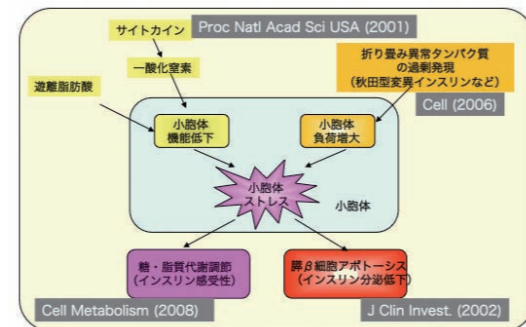 サイトカイン
Proc Natl Acad Sci USA (2001)
一酸化窒素
遊離脂肪酸
折り畳み異常タンパク質
の過剰発現
(秋田型変異インスリンなど)
Cell (2006)
小胞体
機能低下
小胞体
負荷増大
小胞体
ストレス
小胞体
糖・脂質代謝調節
(インスリン感受性)
膵β細胞アポトーシス
(インスリン分泌低下)
Cell Metabolism (2008)
J Clin Invest. (2002)